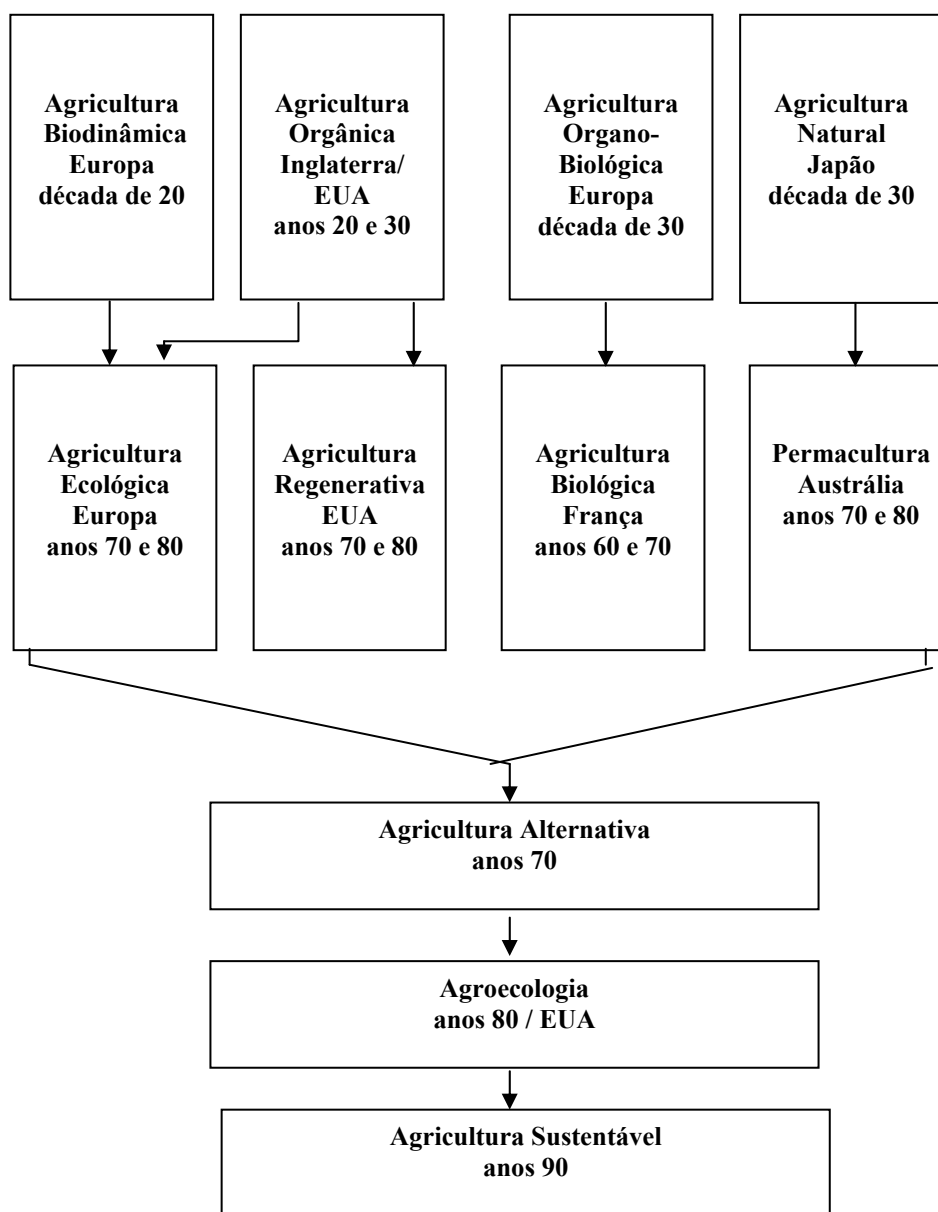 Agricultura
Biodinâmica
Europa
década de 20
Agricultura
Orgânica
Inglaterra/
EUA
anos 20 e 30
Agricultura
Organo-
Biológica
Europa
década de 30
Agricultura
Natural
Japão
década de 30
Agricultura
Ecológica
Europa
anos 70 e 80
Agricultura
Regenerativa
EUA
anos 70 e 80
Agricultura
Biológica
França
anos 60 e 70
Permacultura
Austrália
anos 70 e 80
Agricultura Alternativa
anos 70
Agroecologia
anos 80 / EUA
Agricultura Sustentável
anos 90